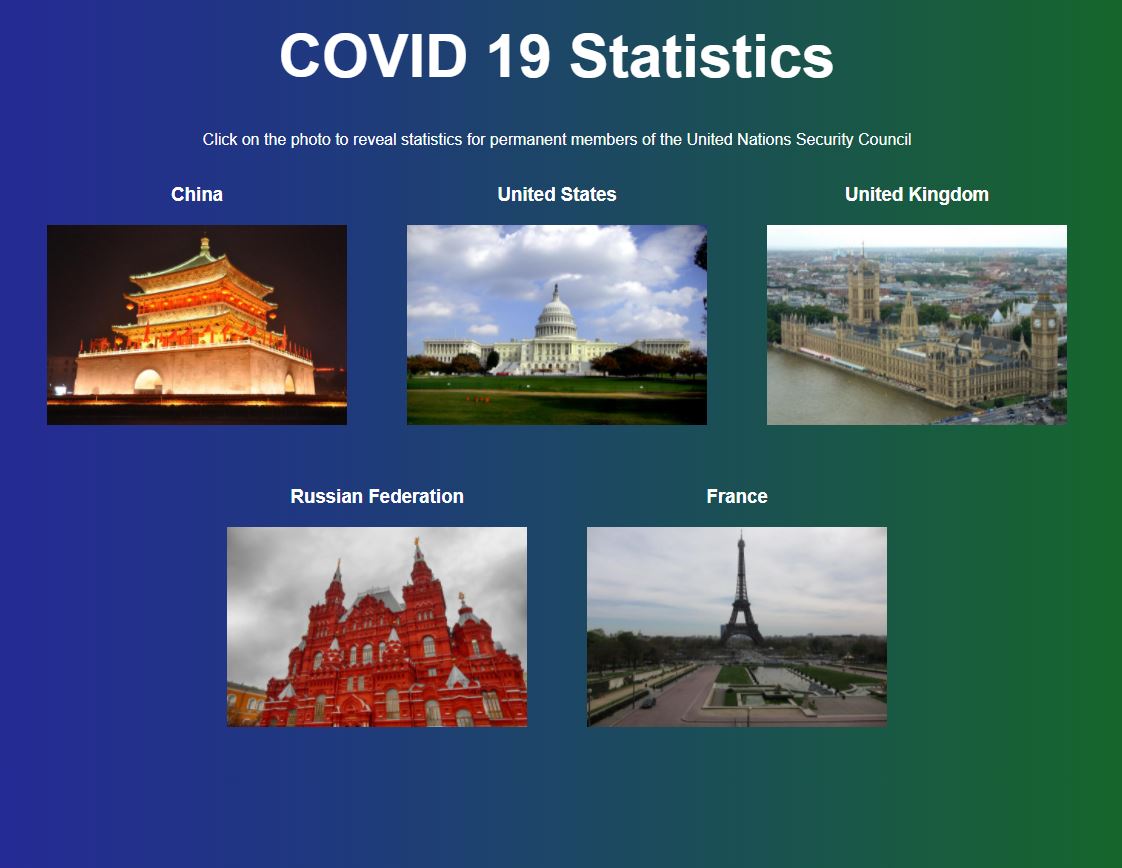 COVID 19 Statistics
Click on the photo to reveal statistics for permanent members of the United Nations Security Council
China
United States
United Kingdom
Russian Federation
France